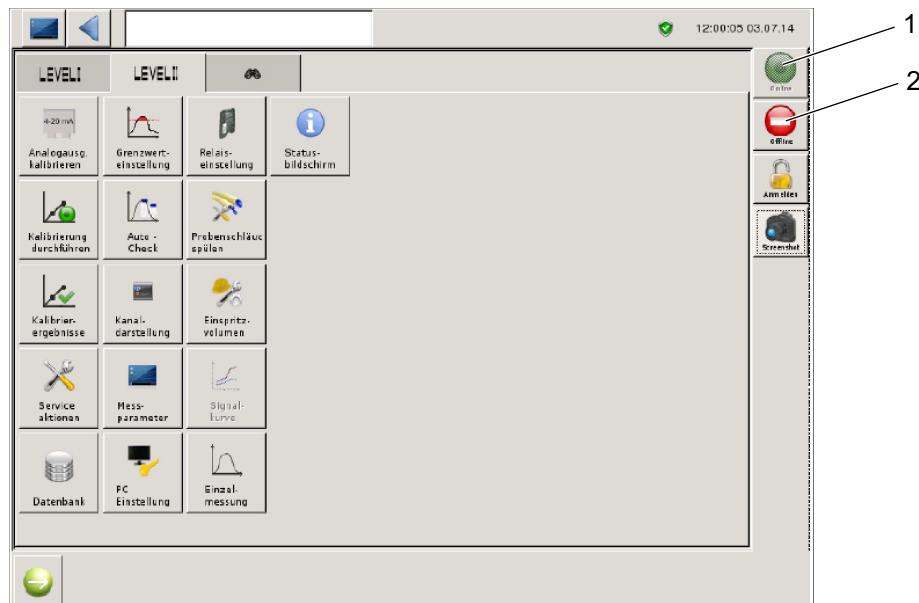 12:00:05 03.07.14
1
LEVEL I
LEVEL II
Online
2
4-20 mA
Analogausg.
kalibrieren
Grenzwert-
einstellung
Relais-
einstellung
Status-
bildschirm
Offline
Kalibrierung
durchführen
Auto -
Check
Probenschläuc
spülen
Anmelden
Screenshot
Kalibrier-
ergebnisse
Kanal-
darstellung
Einspritz-
volumen
Service
aktionen
Mess-
parameter
Signal-
kurve
Datenbank
PC
Einstellung
Einzel-
messung